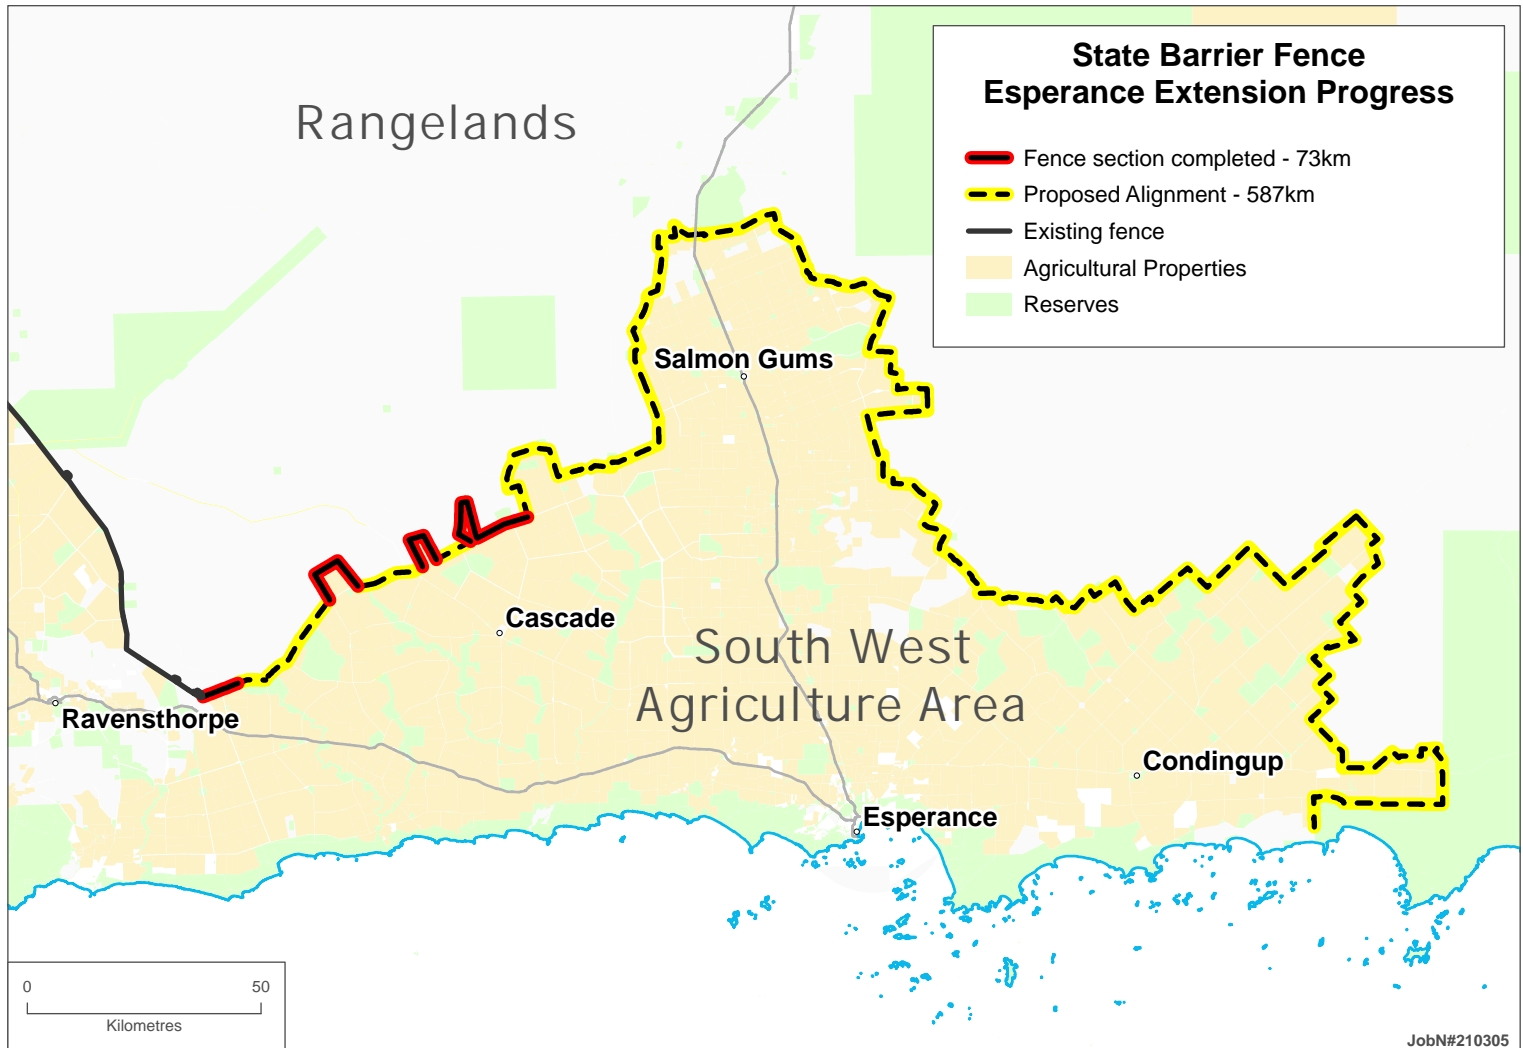 State Barrier Fence
Esperance Extension Progress
Fence section completed - 73km
Proposed Alignment - 587km
Existing fence
Agricultural Properties
Reserves
Rangelands
Salmon Gums
Cascade
South West
Agriculture Area
Ravensthorpe
Condingup
Esperance
0 50
Kilometres
JobN#210305